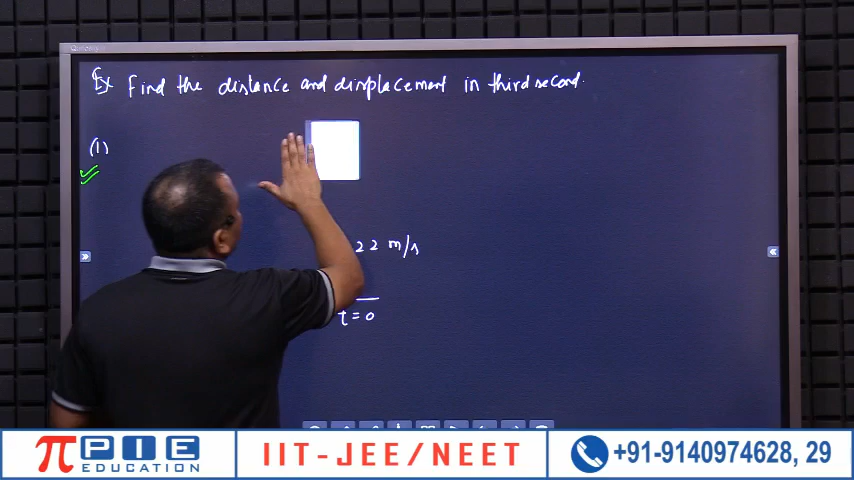 Ex Find the distance and displacement in third second.
(1)
22 m/s
t = 0
π PIE EDUCATION
IIT-JEE/NEET
+91-9140974628, 29